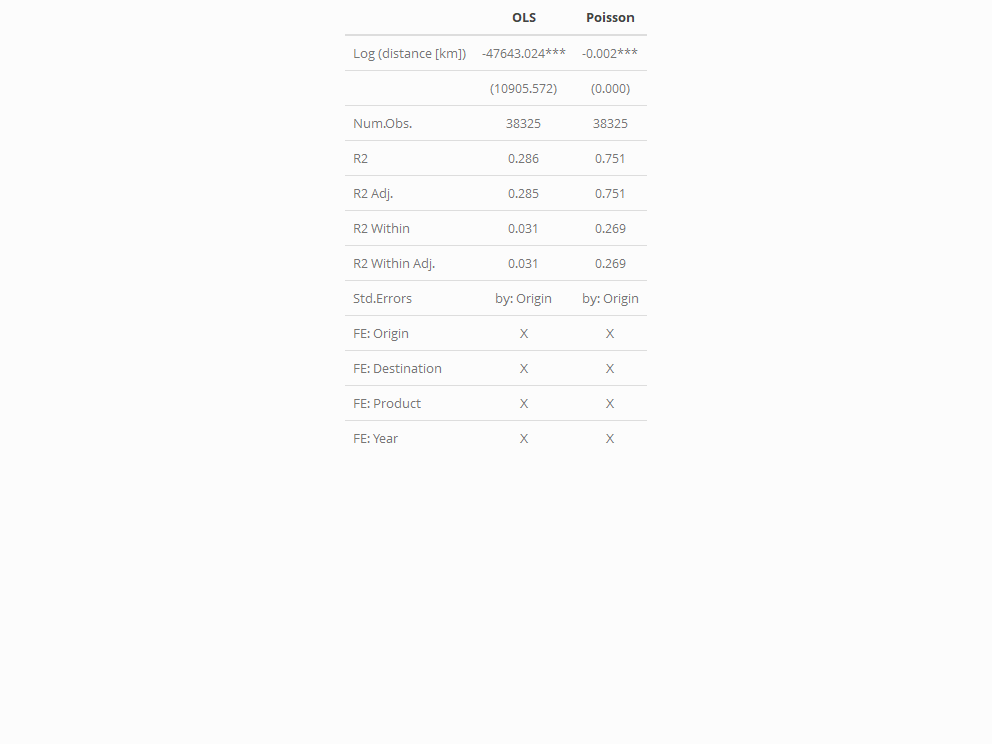 OLS Poisson
Log (distance [km]) -47643.024*** -0.002***
(10905.572) (0.000)
Num.Obs. 38325 38325
R2 0.286 0.751
R2 Adj. 0.285 0.751
R2 Within 0.031 0.269
R2 Within Adj. 0.031 0.269
Std.Errors by: Origin by: Origin
FE: Origin X X
FE: Destination X X
FE: Product X X
FE: Year X X